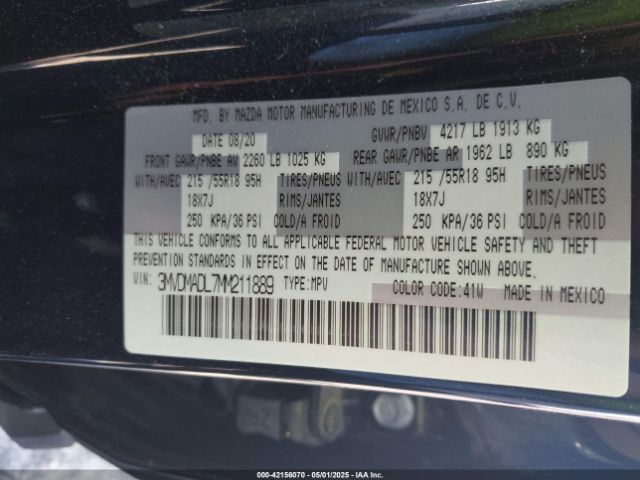 MFD. BY MAZDA MOTOR MANUFACTURING DE MEXICO S.A. DE C.V.
DATE 08/20 GVWR/PNBV 4217 LB 1913 KG
FRONT GAWR/PNBE AV 2260 LB 1025 KG REAR GAWR/PNBE AR 1962 LB 890 KG
WITH/AVEC 215 /55R18 95H TIRES/PNEUS WITH/AVEC 215 /55R18 95H TIRES/PNEUS
18X7J RIMS/JANTES 18X7J RIMS/JANTES
250 KPA/36 PSI COLD/A FROID 250 KPA/36 PSI COLD/A FROID
THIS VEHICLE CONFORMS TO ALL APPLICABLE FEDERAL MOTOR VEHICLE SAFETY AND THEFT
PREVENTION STANDARDS IN EFFECT ON THE DATE OF MANUFACTURE SHOWN ABOVE.
VIN: 3MVDMADL7MM211889 TYPE: MPV COLOR CODE: 41W MADE IN MEXICO
000-42156070 - 05/01/2025 - IAAI - Copart